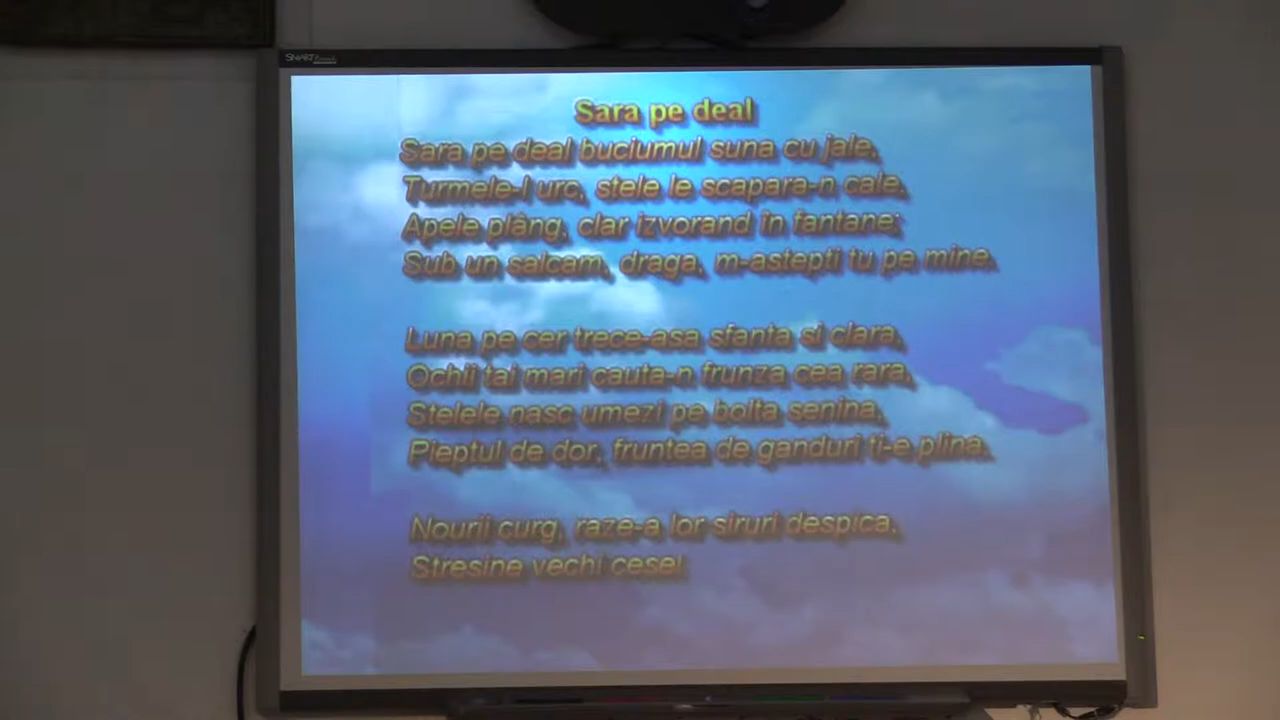 SMART
Sara pe deal
Sara pe deal buciumul suna cu jale,
Turmele-l urc, stele le scapara-n cale,
Apele plâng, clar izvorand în fantane;
Sub un salcam, draga, m-astepti tu pe mine.
Luna pe cer trece-asa sfanta si clara,
Ochii tai mari cauta-n frunza cea rara,
Stelele nasc umezi pe bolta senina,
Pieptul de dor, fruntea de ganduri ti-e plina.
Nourii curg, raze-a lor siruri despica,
Stresine vechi